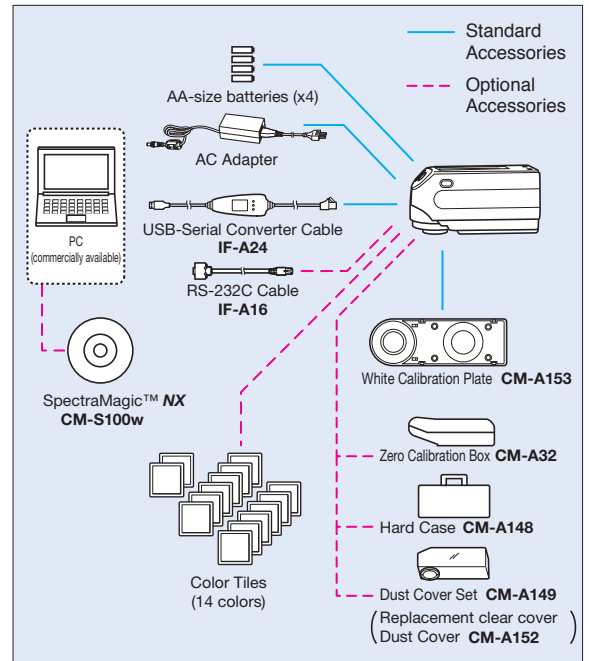 Standard
Accessories
Optional
Accessories
AA-size batteries (x4)
AC Adapter
PC
(commercially available)
USB-Serial Converter Cable
IF-A24
RS-232C Cable
IF-A16
SpectraMagic™ NX
CM-S100w
White Calibration Plate CM-A153
Zero Calibration Box CM-A32
Hard Case CM-A148
Color Tiles
(14 colors)
Dust Cover Set CM-A149
(Replacement clear cover
Dust Cover CM-A152)